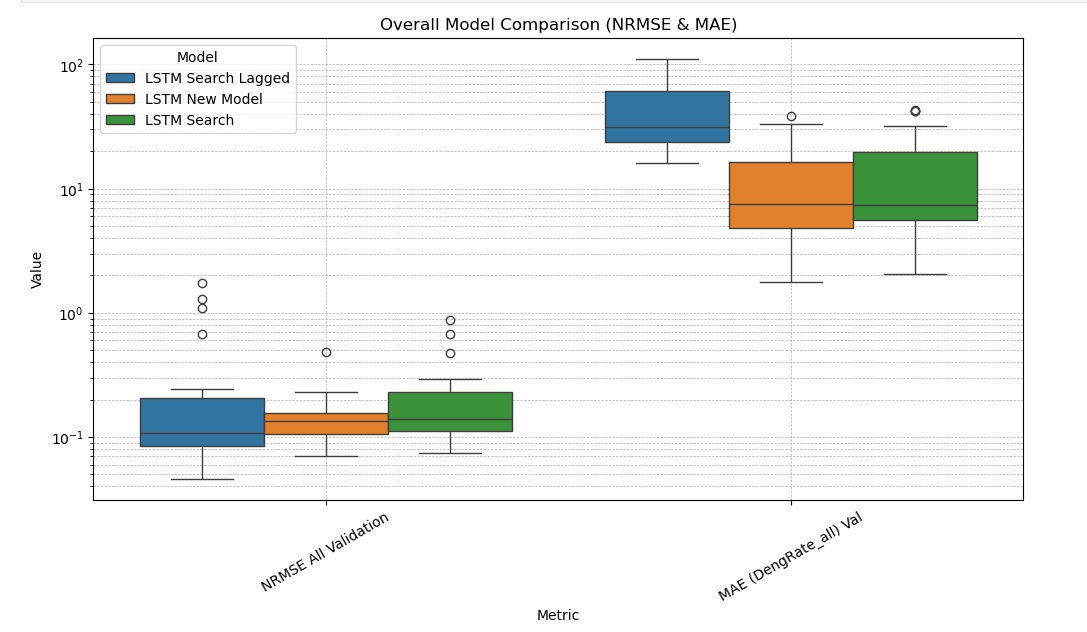 Overall Model Comparison (NRMSE & MAE)
Model
LSTM Search Lagged
LSTM New Model
LSTM Search
10²
10¹
10⁰
10⁻¹
Value
NRMSE All Validation
MAE (DengRate_all) Val
Metric